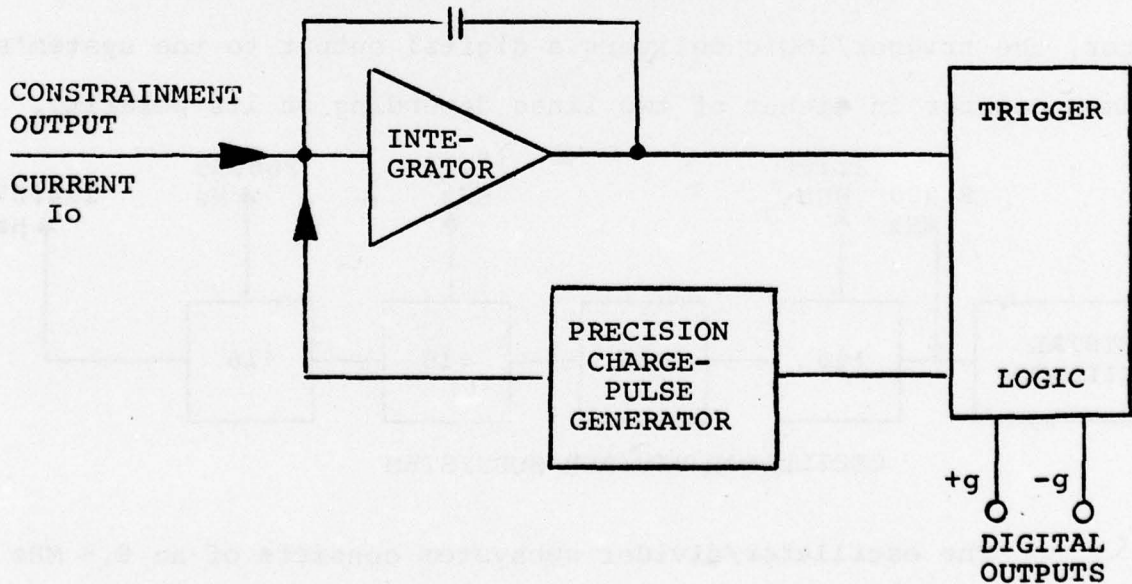 CONSTRAINMENT
OUTPUT
CURRENT
Io
INTE-
GRATOR
TRIGGER
LOGIC
PRECISION
CHARGE-
PULSE
GENERATOR
+g
-g
DIGITAL
OUTPUTS